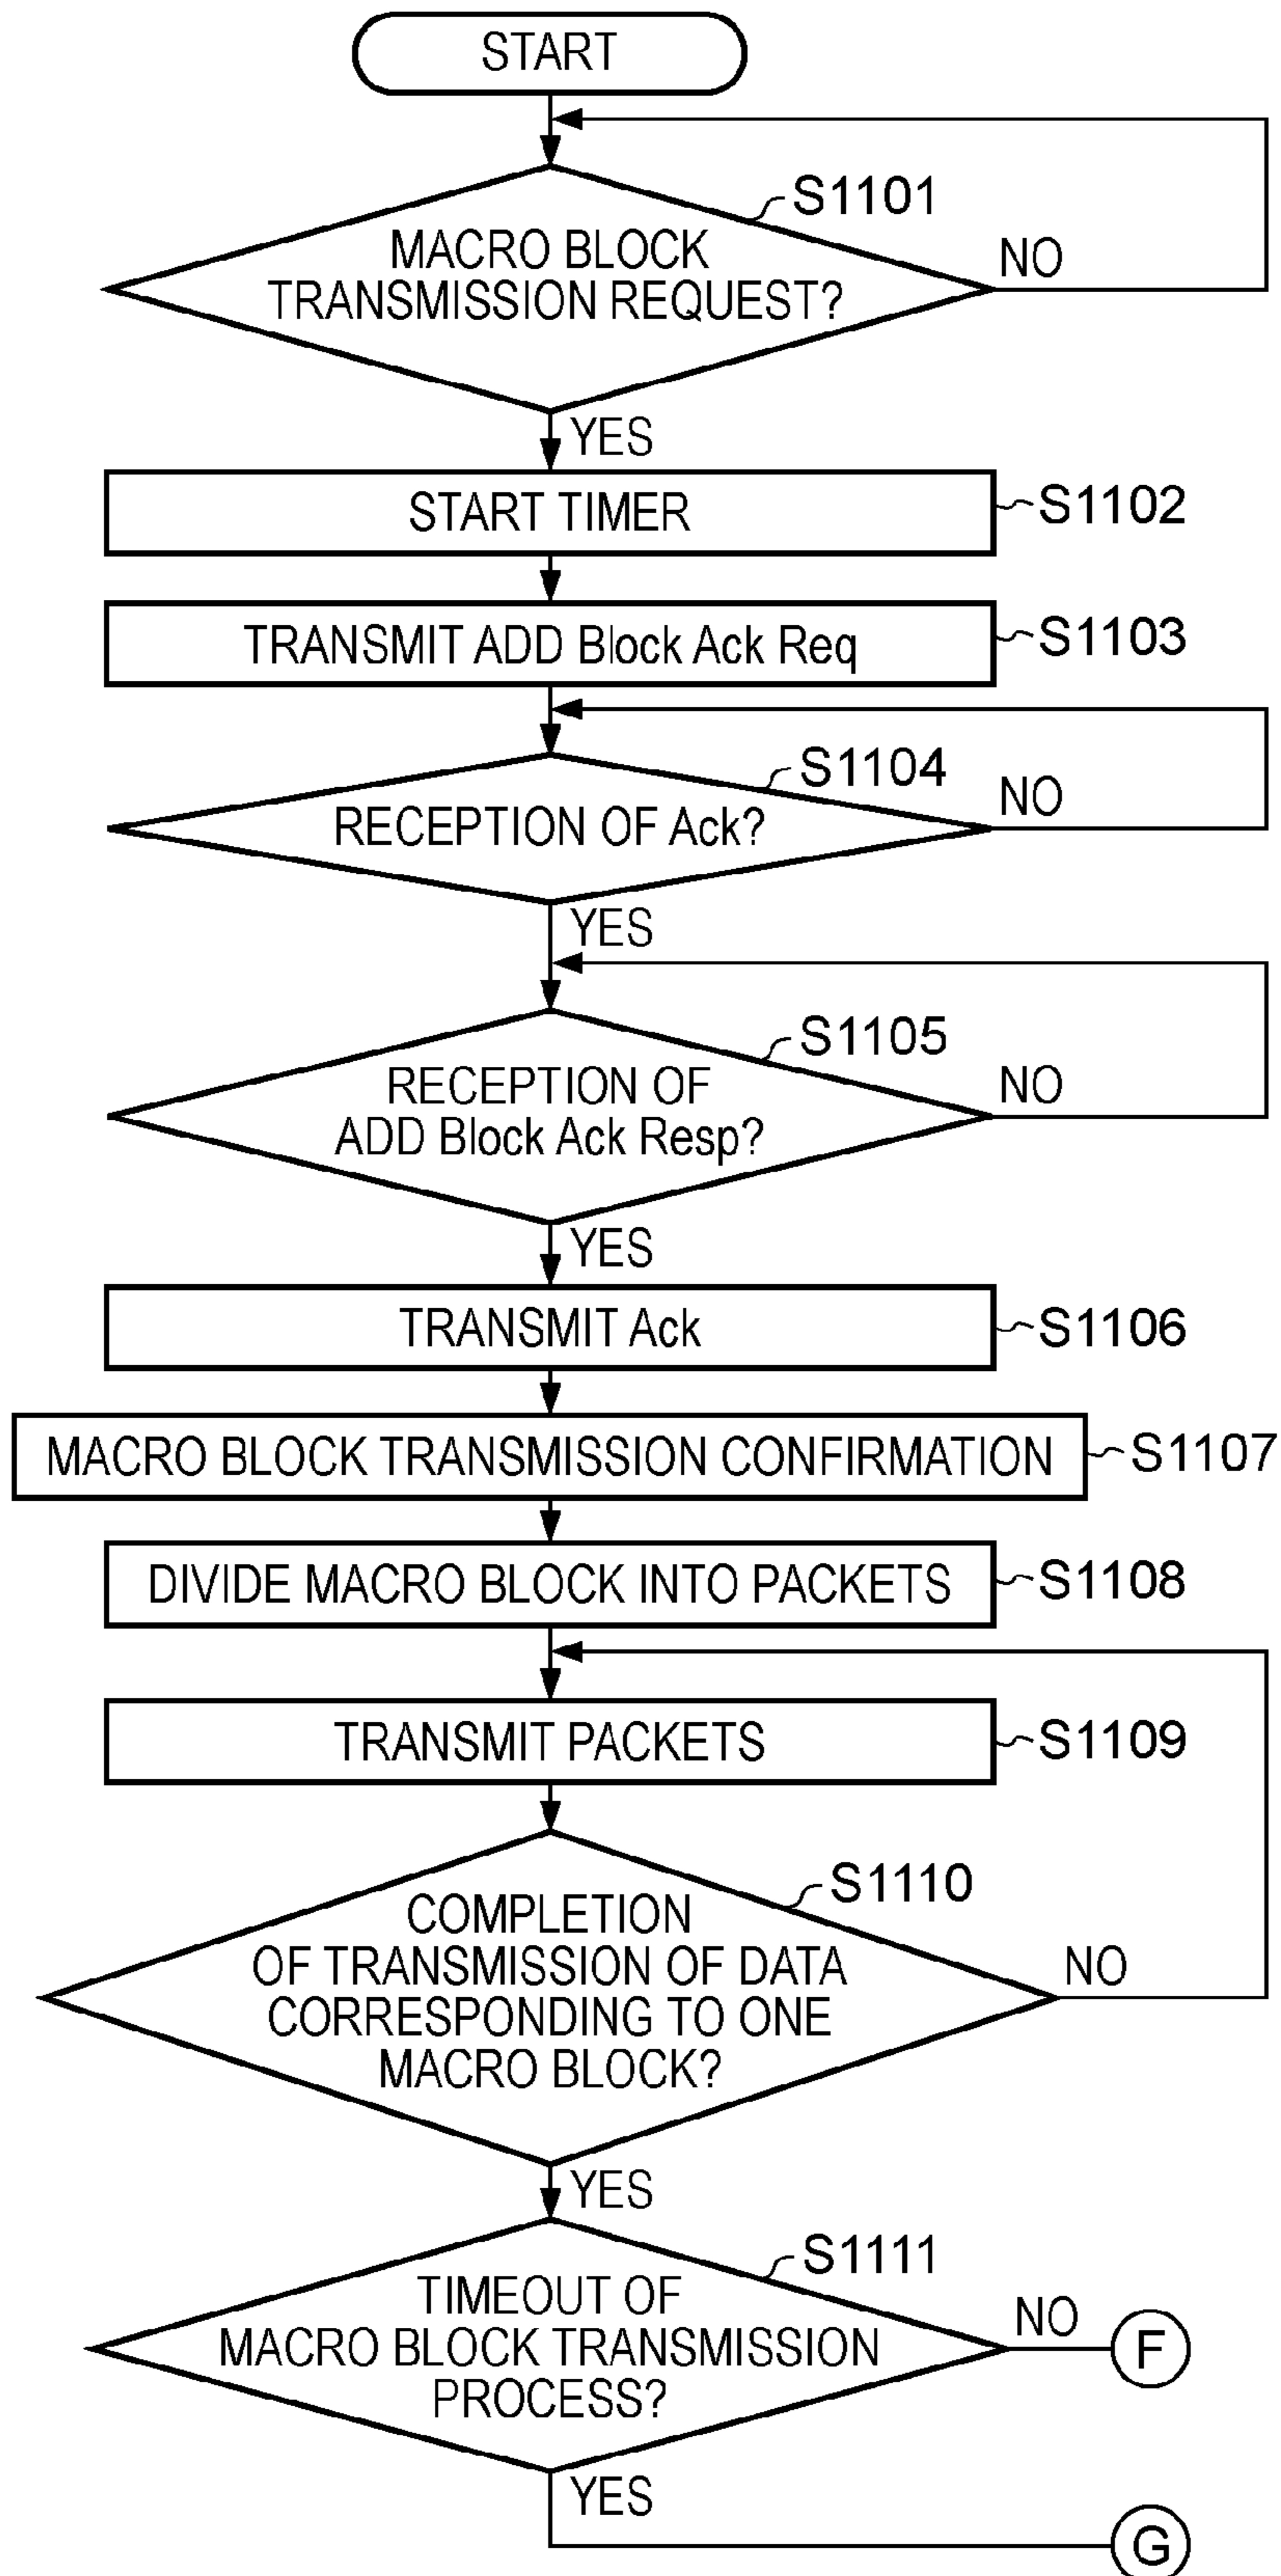 START
S1101
MACRO BLOCK
TRANSMISSION REQUEST?
NO
YES
START TIMER
S1102
TRANSMIT ADD Block Ack Req
S1103
S1104
RECEPTION OF Ack?
NO
YES
S1105
RECEPTION OF
ADD Block Ack Resp?
NO
YES
TRANSMIT Ack
S1106
MACRO BLOCK TRANSMISSION CONFIRMATION
S1107
DIVIDE MACRO BLOCK INTO PACKETS
S1108
TRANSMIT PACKETS
S1109
S1110
COMPLETION
OF TRANSMISSION OF DATA
CORRESPONDING TO ONE
MACRO BLOCK?
NO
YES
S1111
TIMEOUT OF
MACRO BLOCK TRANSMISSION
PROCESS?
NO
F
YES
G